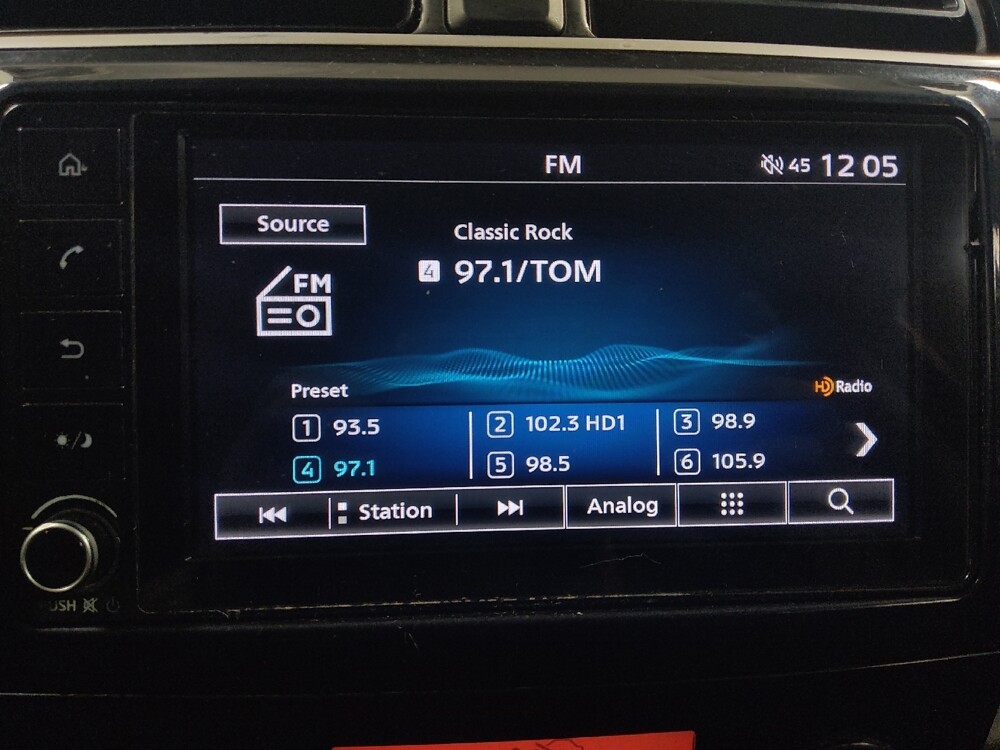 FM
45 12 05
Source
Classic Rock
4 97.1/TOM
FM
Preset
HD Radio
1 93.5 2 102.3 HD1 3 98.9
4 97.1 5 98.5 6 105.9
Station Analog
PUSH